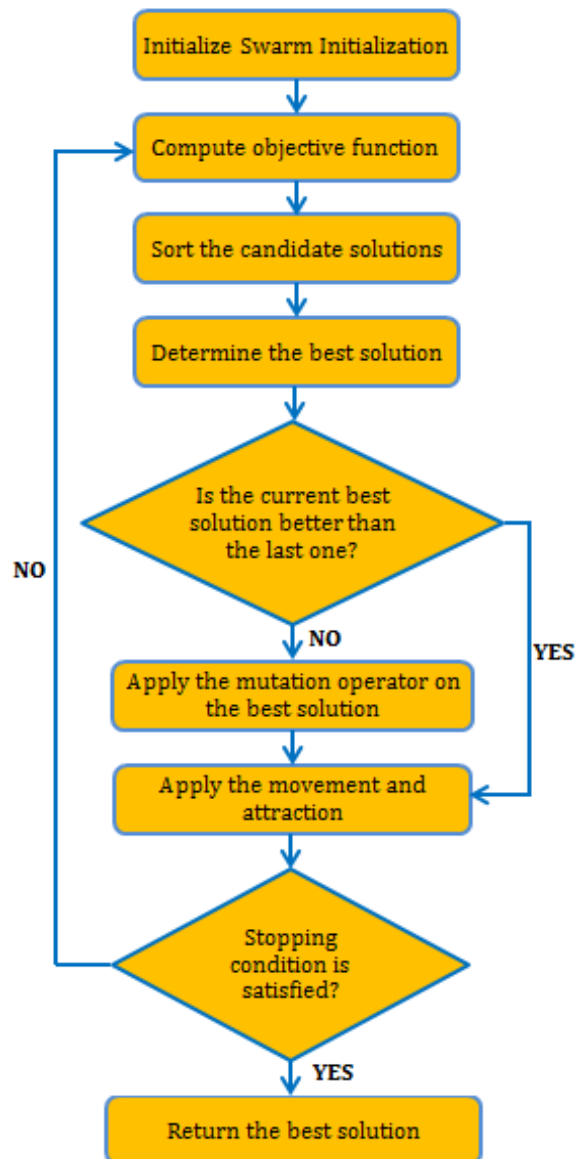 Initialize Swarm Initialization
Compute objective function
Sort the candidate solutions
Determine the best solution
Is the current best
solution better than
the last one?
NO
NO
YES
Apply the mutation operator on
the best solution
Apply the movement and
attraction
Stopping
condition is
satisfied?
YES
Return the best solution